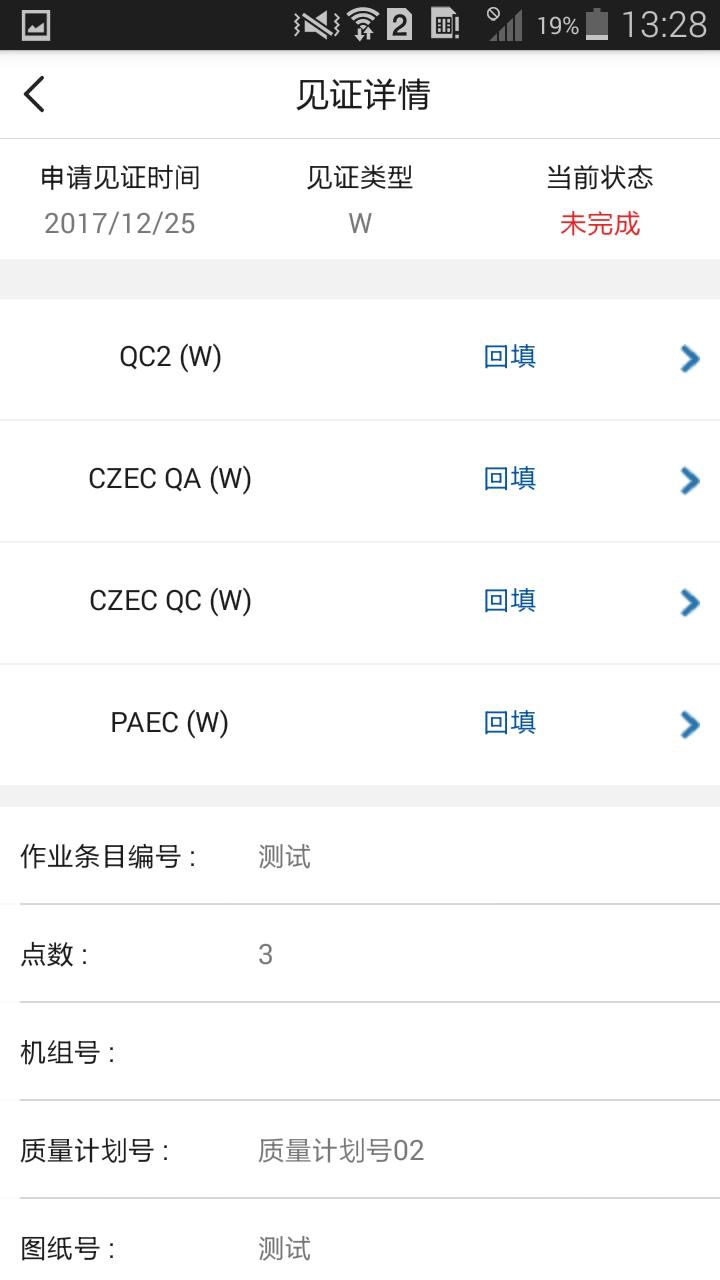 2 19% 13:28
见证详情
申请见证时间 见证类型 当前状态
2017/12/25 W 未完成
QC2 (W) 回填
CZEC QA (W) 回填
CZEC QC (W) 回填
PAEC (W) 回填
作业条目编号 : 测试
点数 : 3
机组号 :
质量计划号 : 质量计划号02
图纸号 : 测试